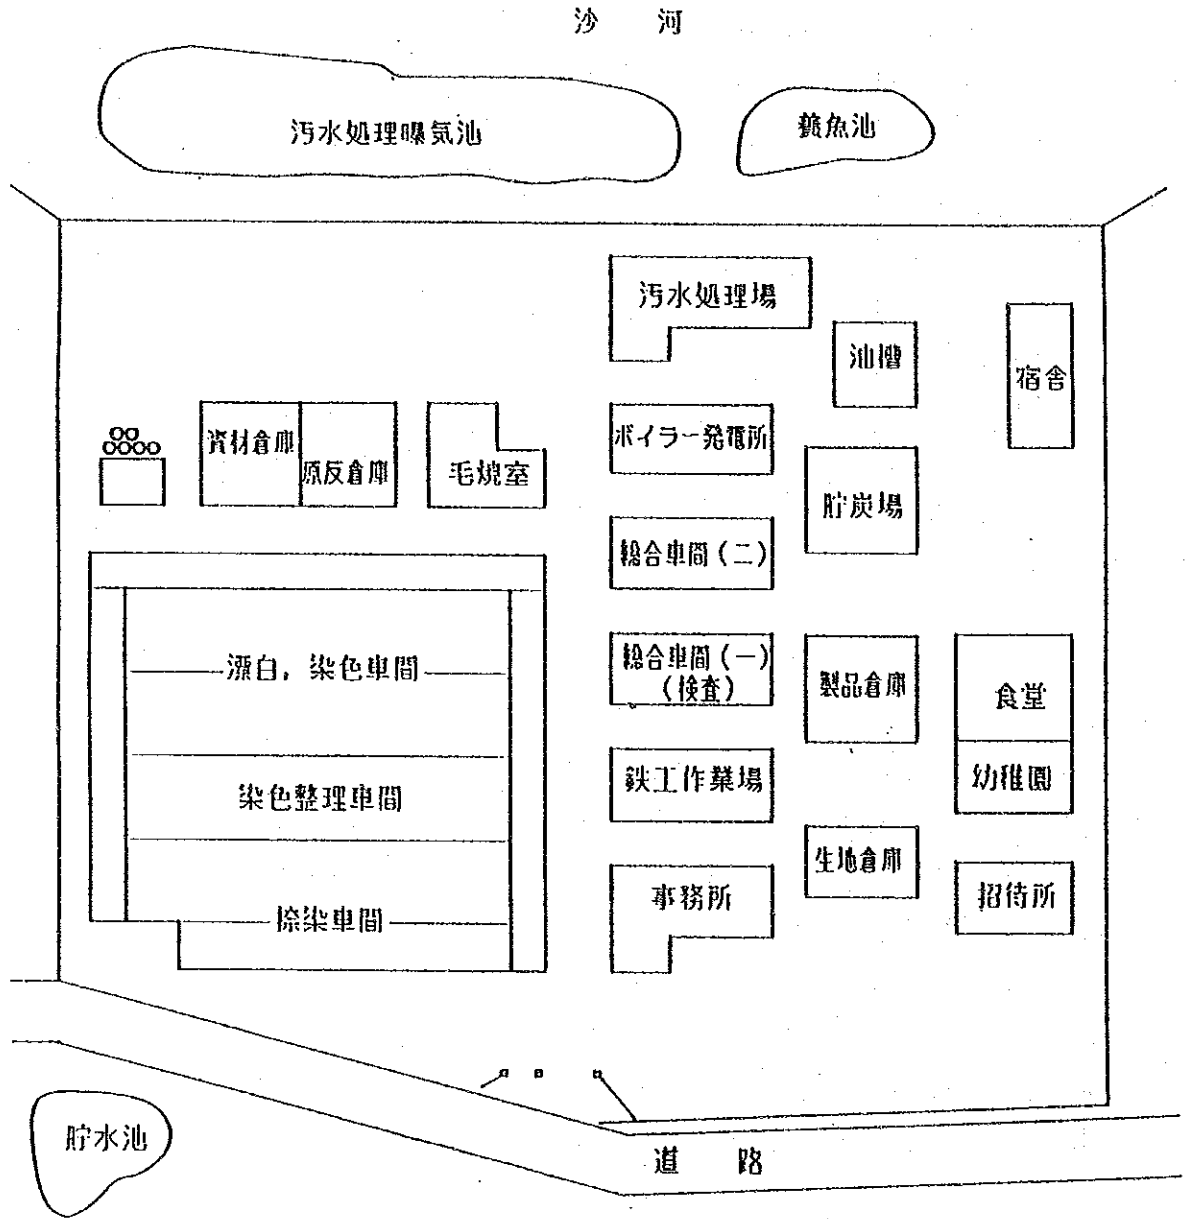 沙 河
汚水処理曝気池
養魚池
汚水処理場
油槽
宿舎
資材倉庫
原反倉庫
毛焼室
ボイラー発電所
貯炭場
総合車間(二)
漂白,染色車間
総合車間(一)
(検査)
製品倉庫
食堂
染色整理車間
鉄工作業場
幼稚園
生地倉庫
捺染車間
事務所
招待所
貯水池
道 路